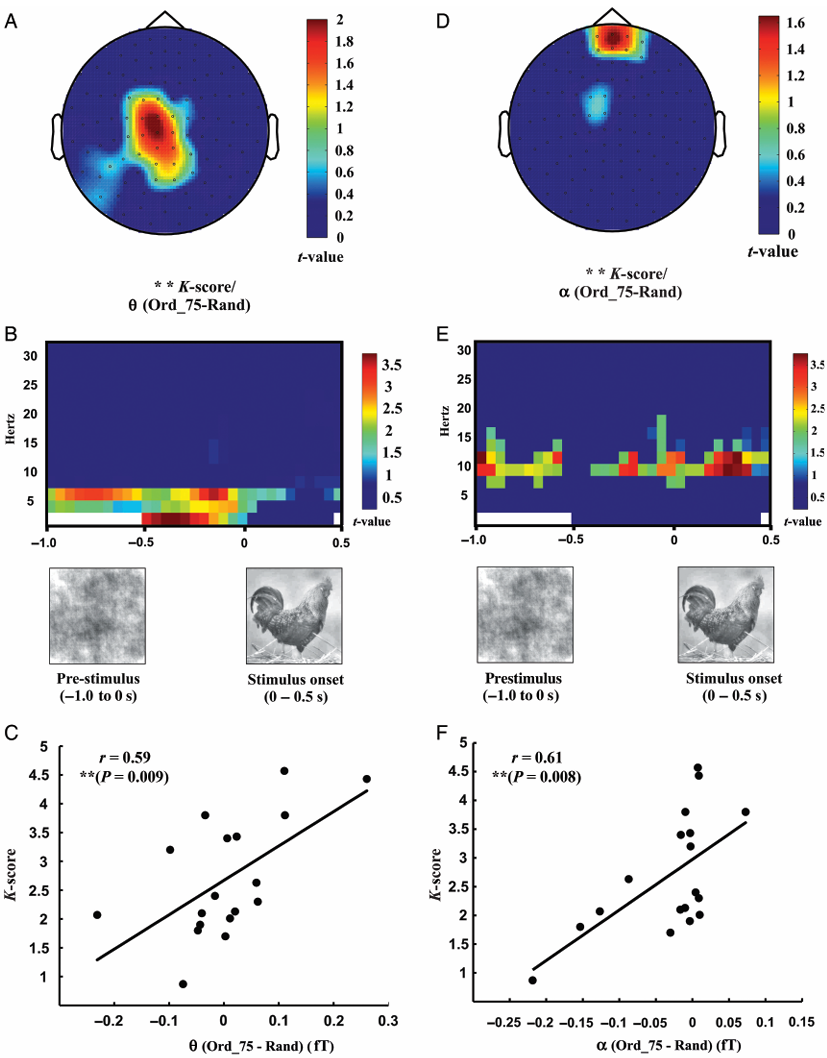 A
2
1.8
1.6
1.4
1.2
1
0.8
0.6
0.4
0.2
0
t-value
* * K-score/
θ (Ord_75-Rand)
D
1.6
1.4
1.2
1
0.8
0.6
0.4
0.2
0
t-value
* * K-score/
α (Ord_75-Rand)
B
30
25
20
15
10
5
Hertz
-1.0
-0.5
0
0.5
3.5
3
2.5
2
1.5
1
0.5
t-value
Pre-stimulus
(–1.0 to 0 s)
Stimulus onset
(0 – 0.5 s)
E
30
25
20
15
10
5
Hertz
-1.0
-0.5
0
0.5
3.5
3
2.5
2
1.5
1
0.5
t-value
Prestimulus
(–1.0 to 0 s)
Stimulus onset
(0 – 0.5 s)
C
r = 0.59
**(P = 0.009)
5
4.5
4
3.5
3
2.5
2
1.5
1
K-score
–0.2
–0.1
0
0.1
0.2
0.3
θ (Ord_75 - Rand) (fT)
F
r = 0.61
**(P = 0.008)
5
4.5
4
3.5
3
2.5
2
1.5
1
K-score
–0.25
–0.2
–0.15
–0.1
–0.05
0
0.05
0.1
0.15
α (Ord_75 - Rand) (fT)